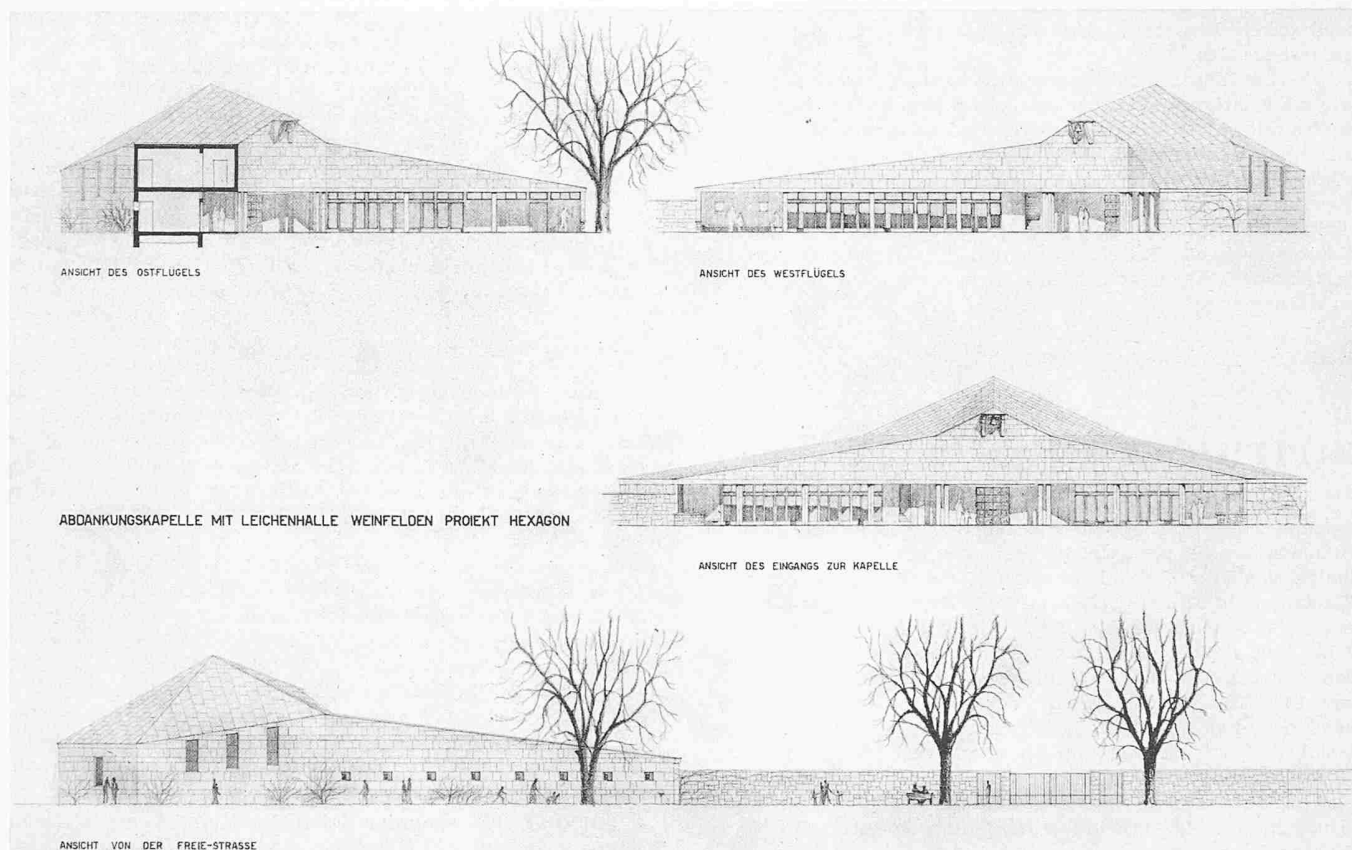 ANSICHT DES OSTFLÜGELS
ANSICHT DES WESTFLÜGELS
ABDANKUNGSKAPELLE MIT LEICHENHALLE WEINFELDEN PROIEKT HEXAGON
ANSICHT DES EINGANGS ZUR KAPELLE
ANSICHT VON DER FREIE-STRASSE